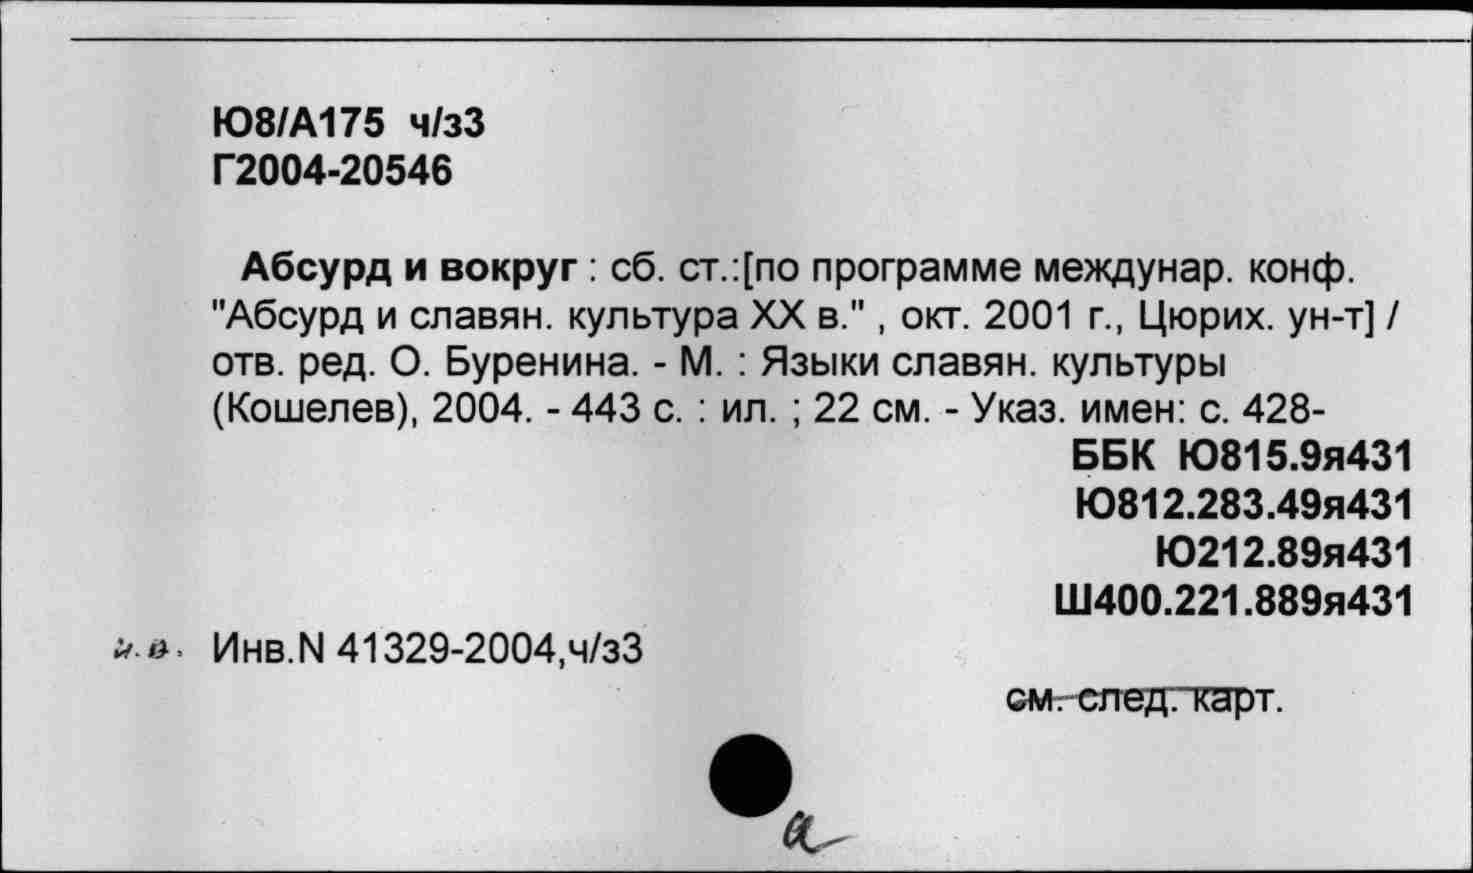 Ю8/А175 ч/з3
Г2004-20546
Абсурд и вокруг : сб. ст.:[по программе междунар. конф.
"Абсурд и славян. культура XX в." , окт. 2001 г., Цюрих. ун-т] /
отв. ред. О. Буренина. - М. : Языки славян. культуры
(Кошелев), 2004. - 443 с. : ил. ; 22 см. - Указ. имен: с. 428-
ББК Ю815.9я431
Ю812.283.49я431
Ю212.89я431
Ш400.221.889я431
Инв.N 41329-2004,ч/з3
см. след. карт.
а